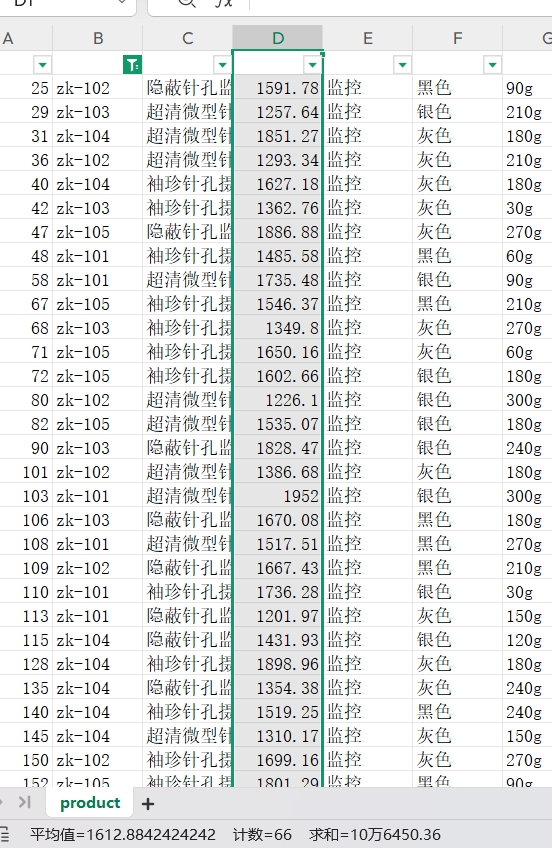 A B C D E F
25 zk-102 隐蔽针孔监 1591.78 监控 黑色 90g
29 zk-103 超清微型针 1257.64 监控 银色 210g
31 zk-104 超清微型针 1851.27 监控 灰色 180g
36 zk-102 超清微型针 1293.34 监控 灰色 210g
40 zk-104 袖珍针孔摄 1627.18 监控 灰色 180g
42 zk-103 袖珍针孔摄 1362.76 监控 灰色 30g
47 zk-105 隐蔽针孔监 1886.88 监控 灰色 270g
48 zk-101 袖珍针孔摄 1485.58 监控 黑色 60g
58 zk-101 超清微型针 1735.48 监控 银色 90g
67 zk-105 袖珍针孔摄 1546.37 监控 黑色 210g
68 zk-103 袖珍针孔摄 1349.8 监控 灰色 270g
71 zk-105 袖珍针孔摄 1650.16 监控 灰色 60g
72 zk-105 袖珍针孔摄 1602.66 监控 银色 180g
80 zk-102 超清微型针 1226.1 监控 银色 300g
82 zk-105 超清微型针 1535.07 监控 银色 180g
90 zk-103 隐蔽针孔监 1828.47 监控 银色 240g
101 zk-102 超清微型针 1386.68 监控 灰色 180g
103 zk-101 超清微型针 1952 监控 银色 300g
106 zk-103 隐蔽针孔监 1670.08 监控 黑色 180g
108 zk-101 超清微型针 1517.51 监控 黑色 270g
109 zk-102 隐蔽针孔监 1667.43 监控 黑色 210g
110 zk-101 袖珍针孔摄 1736.28 监控 银色 30g
113 zk-101 隐蔽针孔监 1201.97 监控 灰色 150g
115 zk-104 隐蔽针孔监 1431.93 监控 银色 120g
128 zk-104 袖珍针孔摄 1898.96 监控 灰色 180g
135 zk-104 隐蔽针孔监 1354.38 监控 灰色 240g
140 zk-104 袖珍针孔摄 1519.25 监控 黑色 240g
145 zk-104 超清微型针 1310.17 监控 灰色 150g
150 zk-102 袖珍针孔摄 1699.16 监控 灰色 270g
152 zk-105 袖珍针孔摄 1801.29 监控 黑色 90g
product
平均值=1612.8842424242 计数=66 求和=10万6450.36